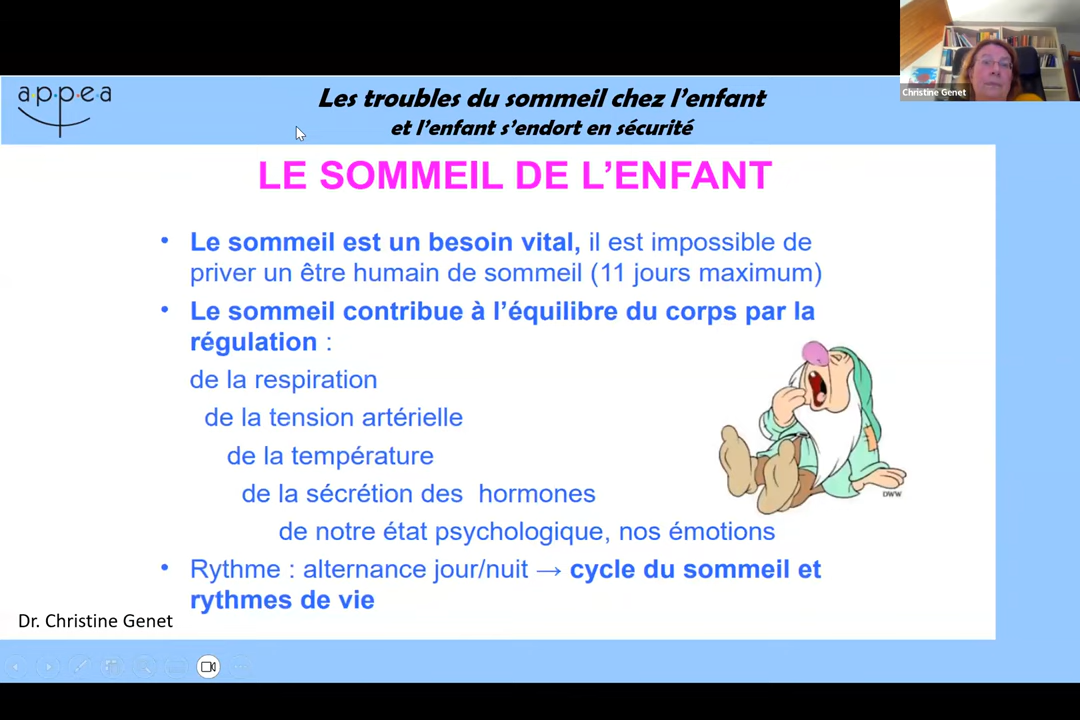 appea
Les troubles du sommeil chez l'enfant
et l'enfant s'endort en sécurité
Christine Genet
LE SOMMEIL DE L'ENFANT
• Le sommeil est un besoin vital, il est impossible de
priver un être humain de sommeil (11 jours maximum)
• Le sommeil contribue à l'équilibre du corps par la
régulation :
de la respiration
de la tension artérielle
de la température
de la sécrétion des hormones
de notre état psychologique, nos émotions
• Rythme : alternance jour/nuit → cycle du sommeil et
rythmes de vie
DWW
Dr. Christine Genet